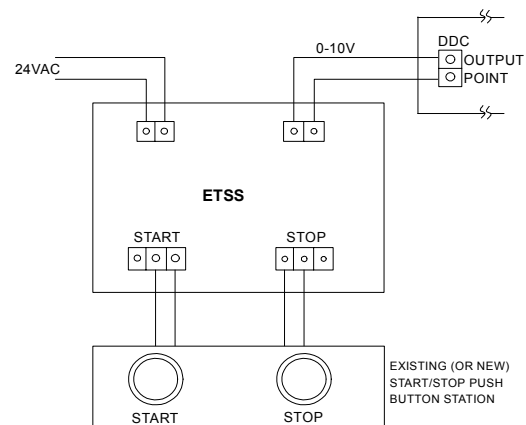 0-10V
DDC
24VAC
OUTPUT
POINT
ETSS
START
STOP
EXISTING (OR NEW)
START/STOP PUSH
BUTTON STATION
START
STOP